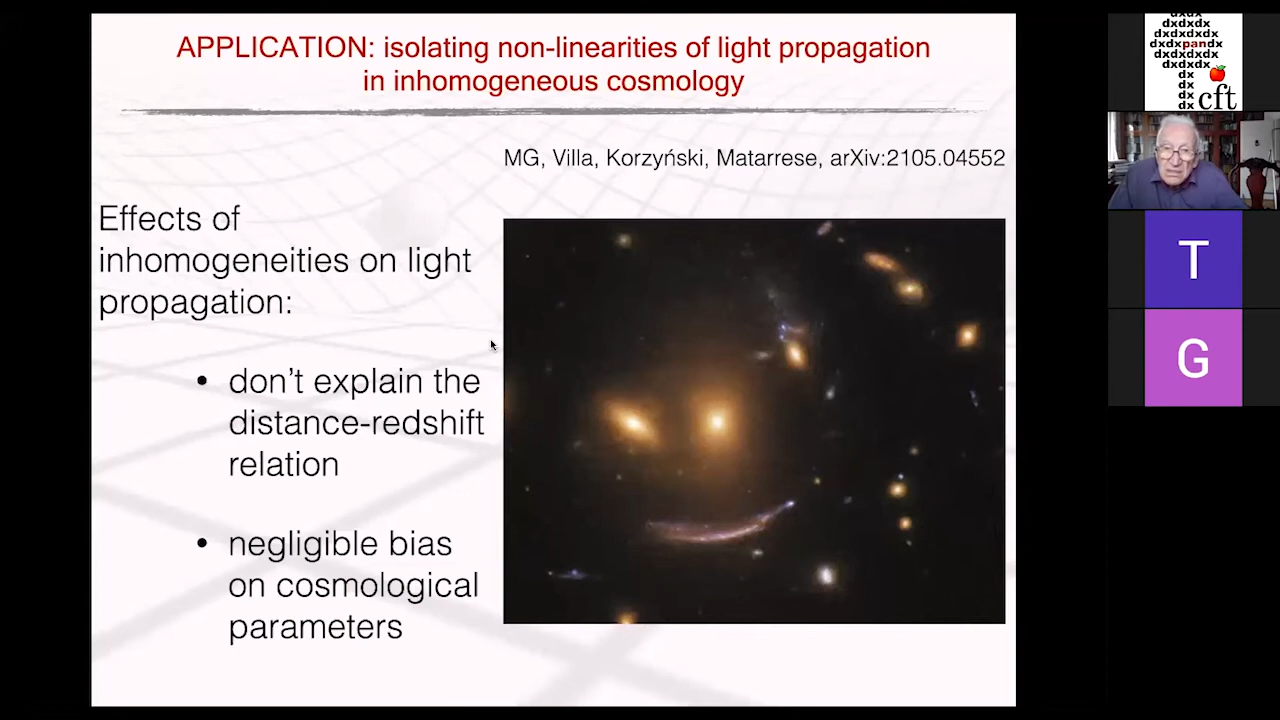 APPLICATION: isolating non-linearities of light propagation
in inhomogeneous cosmology
MG, Villa, Korzyński, Matarrese, arXiv:2105.04552
Effects of
inhomogeneities on light
propagation:
• don’t explain the
distance-redshift
relation
• negligible bias
on cosmological
parameters
dxdx
dxdxdx
dxdxdxdx
dxdxpandx
dxdxdxdx
dxdxdx
dx
dx
dx
dx cft
T
G